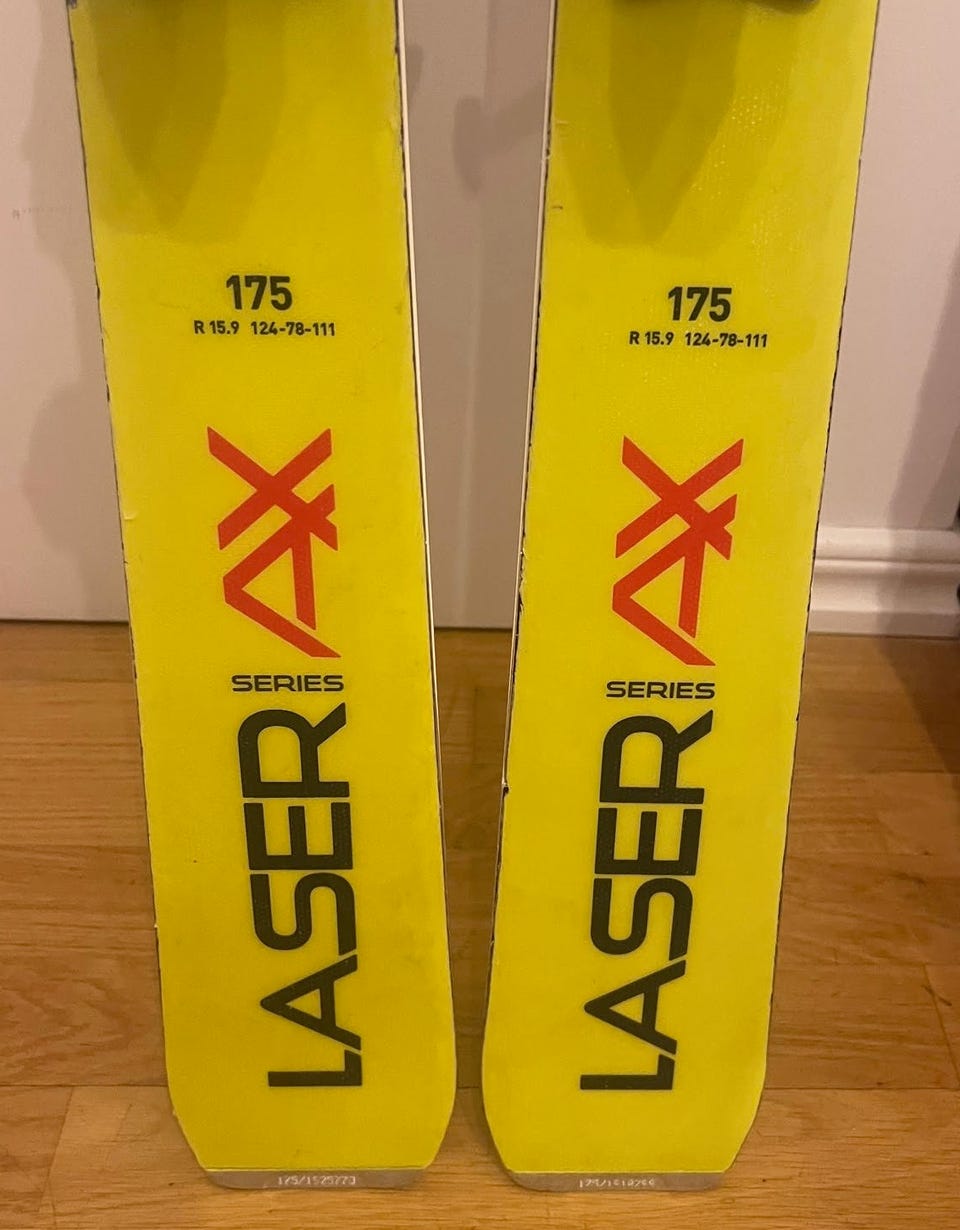 175
R 15.9 124-78-111
AX
SERIES
LASER
175
R 15.9 124-78-111
AX
SERIES
LASER